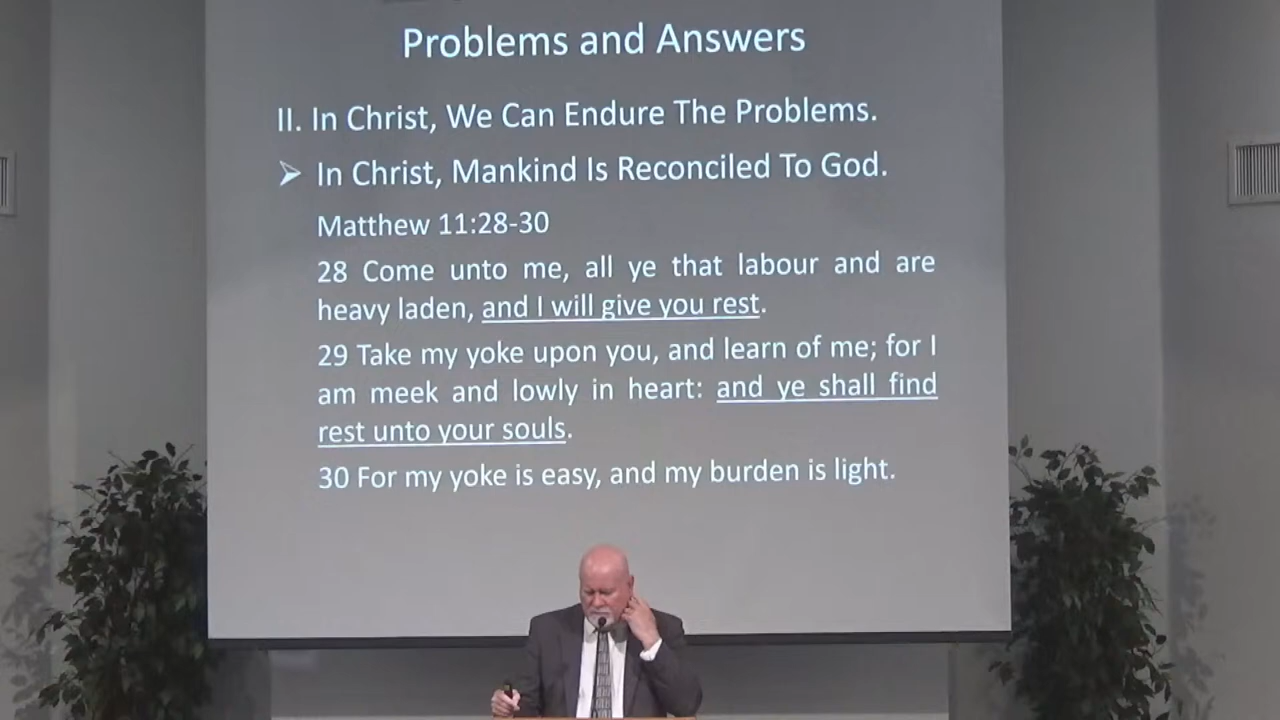 Problems and Answers
II. In Christ, We Can Endure The Problems.
➢ In Christ, Mankind Is Reconciled To God.
Matthew 11:28-30
28 Come unto me, all ye that labour and are
heavy laden, and I will give you rest.
29 Take my yoke upon you, and learn of me; for I
am meek and lowly in heart: and ye shall find
rest unto your souls.
30 For my yoke is easy, and my burden is light.